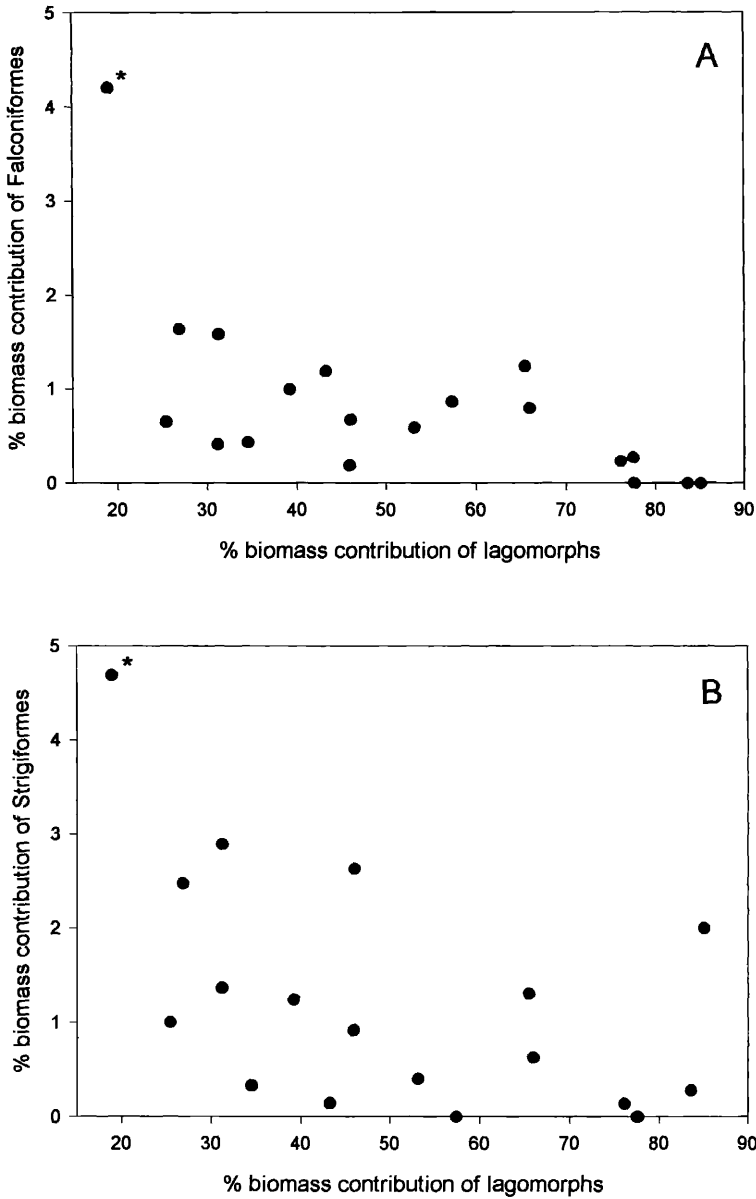 5
*
A
4
3
2
1
0
% biomass contribution of Falconiformes
20 30 40 50 60 70 80 90
% biomass contribution of lagomorphs
5
*
B
4
3
2
1
0
% biomass contribution of Strigiformes
20 30 40 50 60 70 80 90
% biomass contribution of lagomorphs